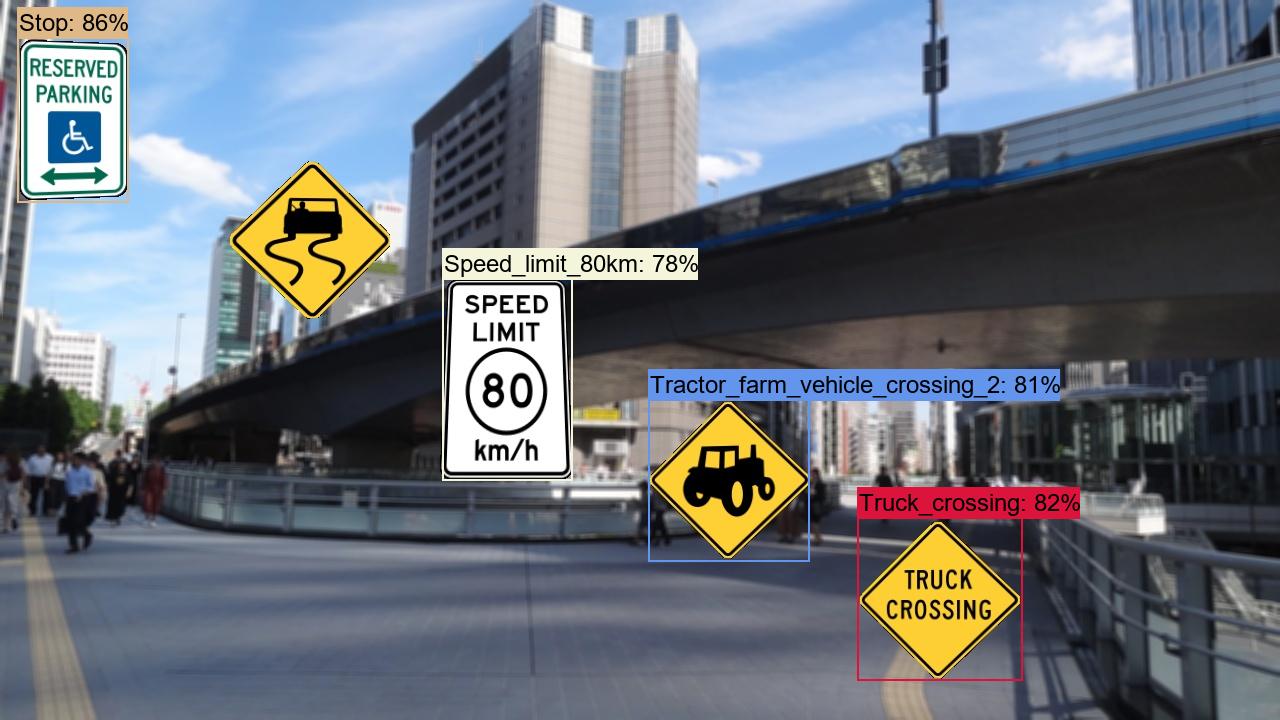 Stop: 86%
RESERVED
PARKING
Speed_limit_80km: 78%
SPEED
LIMIT
80
km/h
Tractor_farm_vehicle_crossing_2: 81%
Truck_crossing: 82%
TRUCK
CROSSING